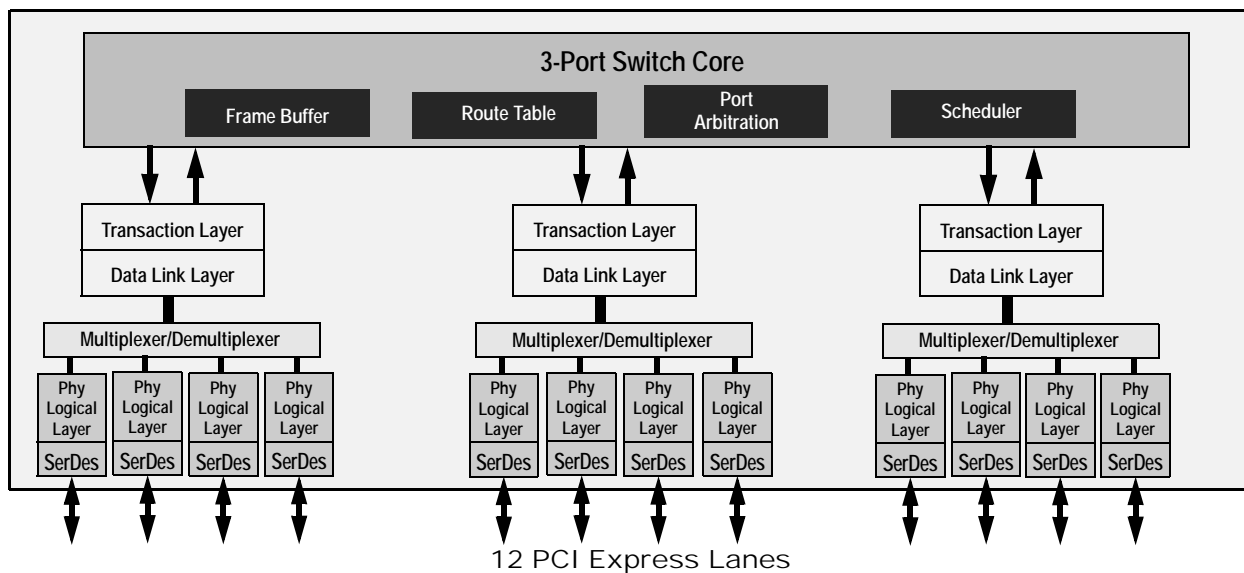 3-Port Switch Core
Frame Buffer
Route Table
Port
Arbitration
Scheduler
Transaction Layer
Data Link Layer
Transaction Layer
Data Link Layer
Transaction Layer
Data Link Layer
Multiplexer/Demultiplexer
Multiplexer/Demultiplexer
Multiplexer/Demultiplexer
Phy
Logical
Layer
SerDes
Phy
Logical
Layer
SerDes
Phy
Logical
Layer
SerDes
Phy
Logical
Layer
SerDes
Phy
Logical
Layer
SerDes
Phy
Logical
Layer
SerDes
Phy
Logical
Layer
SerDes
Phy
Logical
Layer
SerDes
Phy
Logical
Layer
SerDes
Phy
Logical
Layer
SerDes
Phy
Logical
Layer
SerDes
Phy
Logical
Layer
SerDes
12 PCI Express Lanes